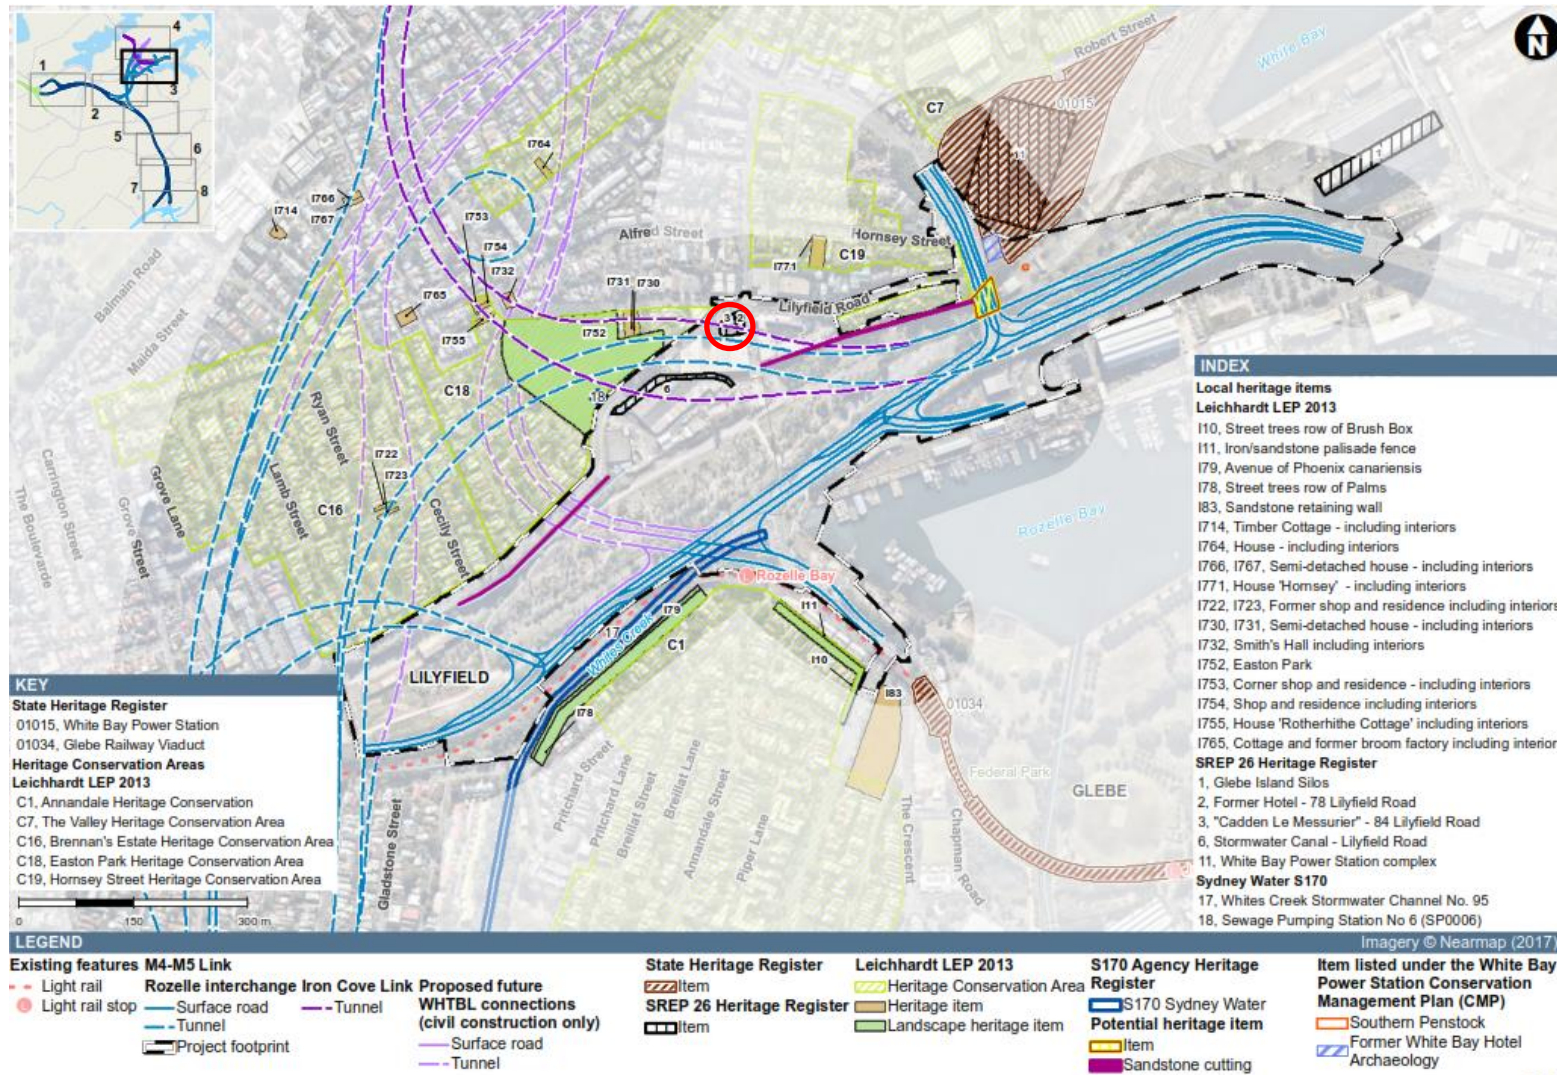 4
1
3
2
5
6
7
8
N
Robert Street
White Bay
C7
01015
11
1
I764
I766
I767
I714
I753
I754
I732
Alfred Street
Hornsey Street
I771
C19
Balmain Road
Maida Street
I765
I755
I731
I730
I752
3
2
Lilyfield Road
6
18
C18
Ryan Street
I722
I723
Carrington Street
The Boulevarde
Grove Street
Grove Lane
Lamb Street
C16
Cecily Street
Rozelle Bay
L
Rozelle Bay
I79
I11
17
Whites Creek
C1
I10
LILYFIELD
I78
I83
01034
Federal Park
GLEBE
Pritchard Street
Pritchard Lane
Breillat Street
Breillat Lane
Annandale Street
Piper Lane
The Crescent
Chapman Road
Gladstone Street
KEY
State Heritage Register
01015, White Bay Power Station
01034, Glebe Railway Viaduct
Heritage Conservation Areas
Leichhardt LEP 2013
C1, Annandale Heritage Conservation
C7, The Valley Heritage Conservation Area
C16, Brennan's Estate Heritage Conservation Area
C18, Easton Park Heritage Conservation Area
C19, Hornsey Street Heritage Conservation Area
0 150 300 m
INDEX
Local heritage items
Leichhardt LEP 2013
I10, Street trees row of Brush Box
I11, Iron/sandstone palisade fence
I79, Avenue of Phoenix canariensis
I78, Street trees row of Palms
I83, Sandstone retaining wall
I714, Timber Cottage - including interiors
I764, House - including interiors
I766, I767, Semi-detached house - including interiors
I771, House 'Hornsey' - including interiors
I722, I723, Former shop and residence including interiors
I730, I731, Semi-detached house - including interiors
I732, Smith's Hall including interiors
I752, Easton Park
I753, Corner shop and residence - including interiors
I754, Shop and residence including interiors
I755, House 'Rotherhithe Cottage' including interiors
I765, Cottage and former broom factory including interior
SREP 26 Heritage Register
1, Glebe Island Silos
2, Former Hotel - 78 Lilyfield Road
3, "Cadden Le Messurier" - 84 Lilyfield Road
6, Stormwater Canal - Lilyfield Road
11, White Bay Power Station complex
Sydney Water S170
17, Whites Creek Stormwater Channel No. 95
18, Sewage Pumping Station No 6 (SP0006)
Imagery © Nearmap (2017)
LEGEND
Existing features
Light rail
L Light rail stop
M4-M5 Link
Rozelle interchange
Surface road
Tunnel
Project footprint
Iron Cove Link
Tunnel
Proposed future
WHTBL connections
(civil construction only)
Surface road
Tunnel
State Heritage Register
Item
SREP 26 Heritage Register
Item
Leichhardt LEP 2013
Heritage Conservation Area
Heritage item
Landscape heritage item
S170 Agency Heritage
Register
S170 Sydney Water
Potential heritage item
Item
Sandstone cutting
Item listed under the White Bay
Power Station Conservation
Management Plan (CMP)
Southern Penstock
Former White Bay Hotel
Archaeology